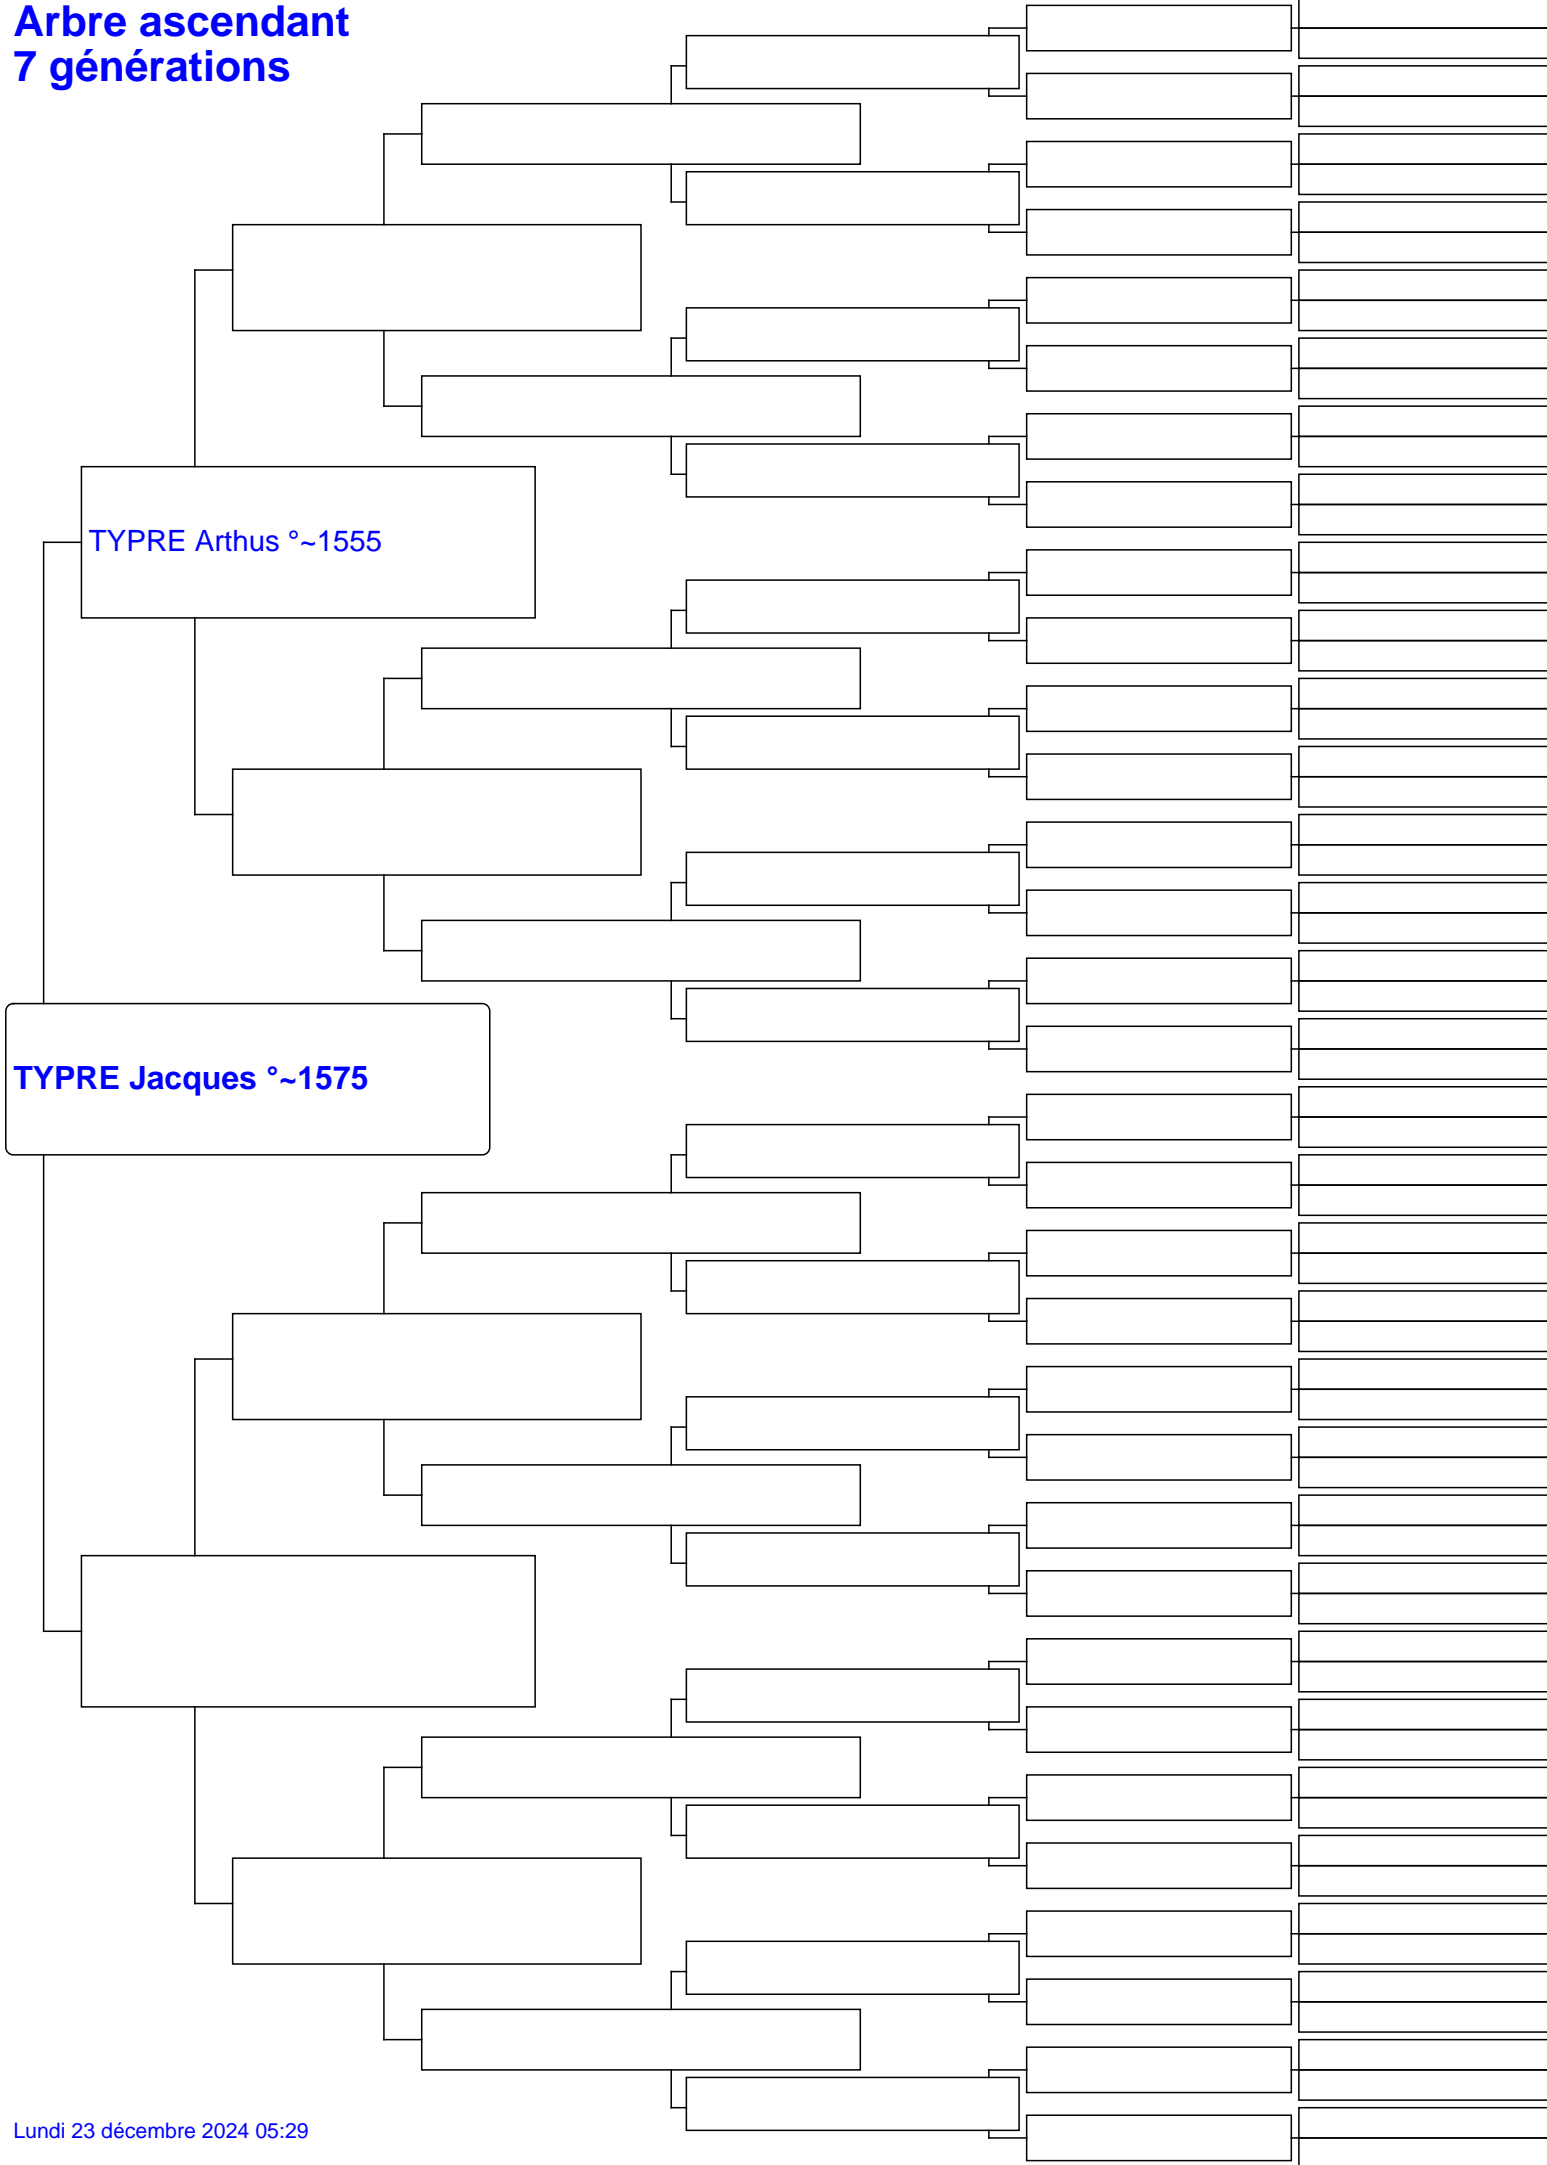 Arbre ascendant
7 générations
TYPRE Arthus °~1555
TYPRE Jacques °~1575
Lundi 23 décembre 2024 05:29